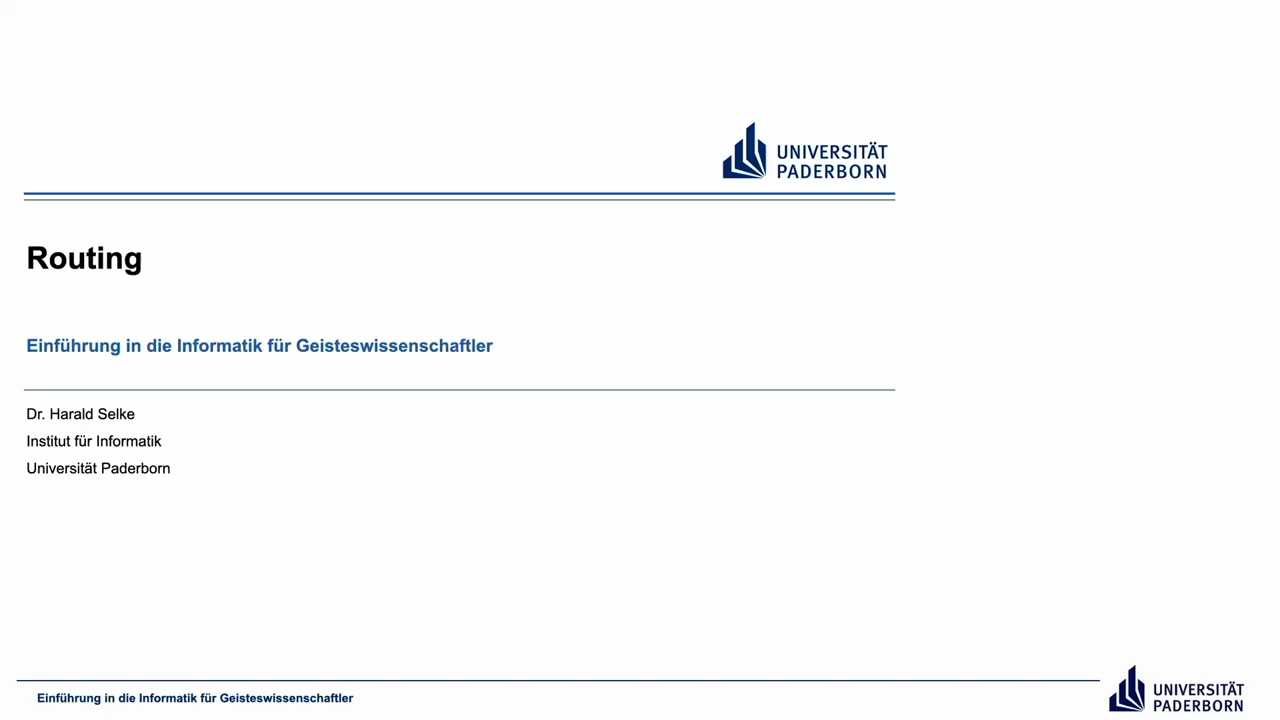 UNIVERSITÄT
PADERBORN
Routing
Einführung in die Informatik für Geisteswissenschaftler
Dr. Harald Selke
Institut für Informatik
Universität Paderborn
Einführung in die Informatik für Geisteswissenschaftler
UNIVERSITÄT
PADERBORN